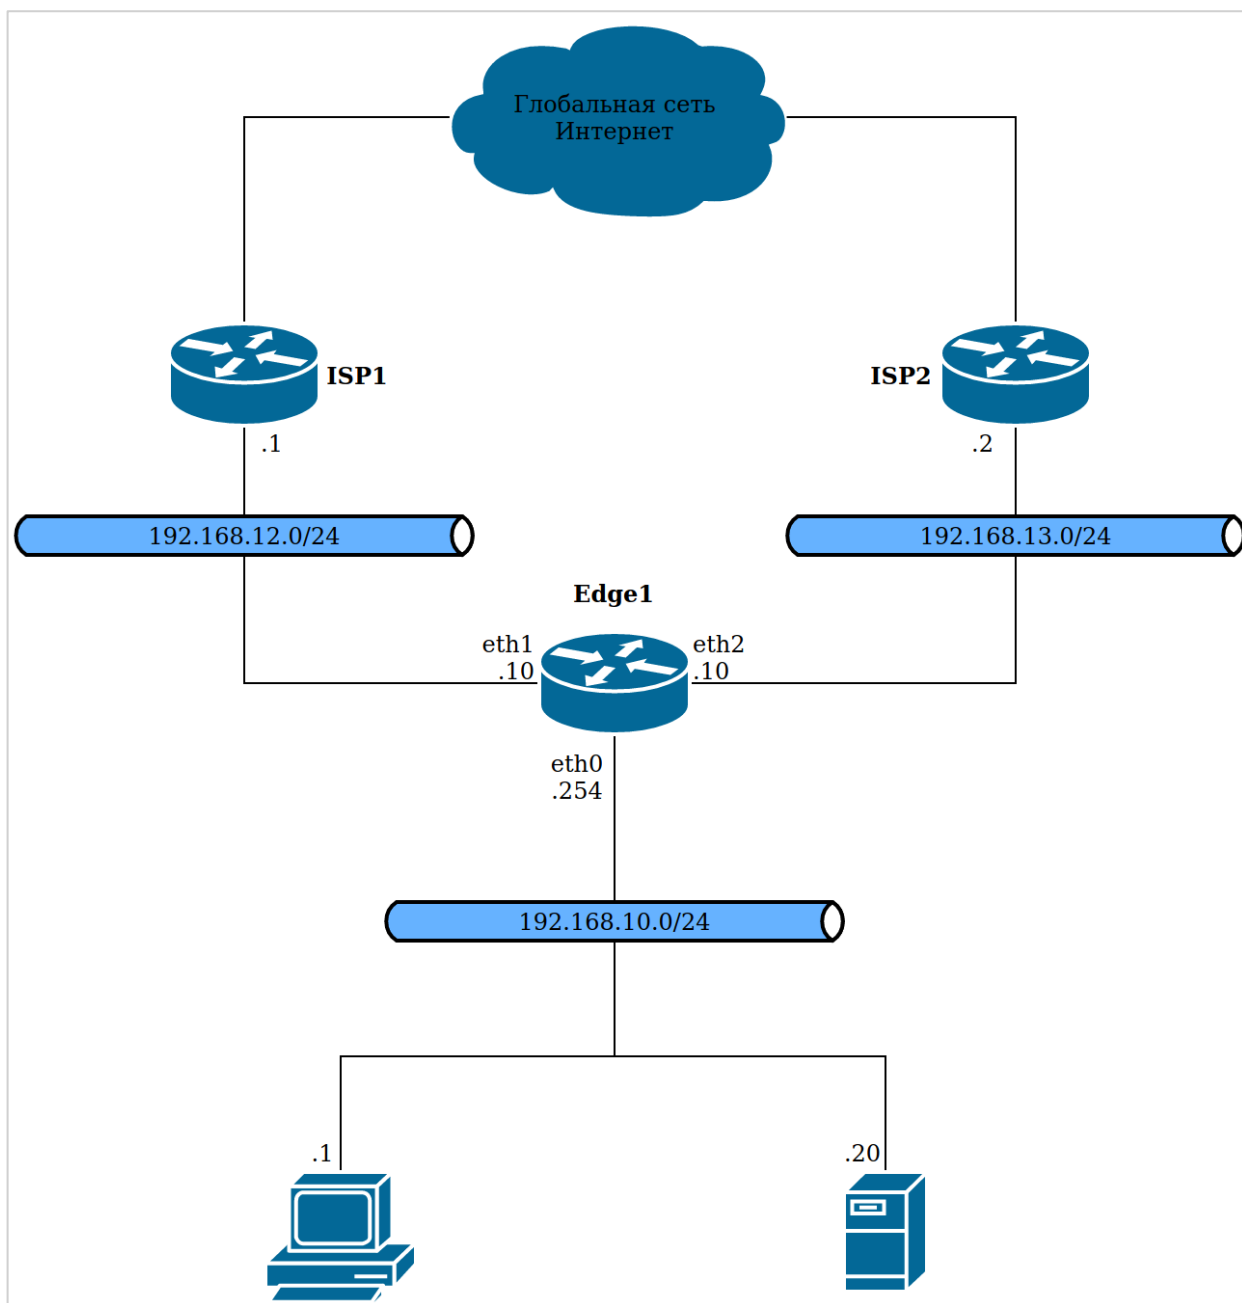 Глобальная сеть
Интернет
ISP1
ISP2
.1
.2
192.168.12.0/24
192.168.13.0/24
Edge1
eth1
.10
eth2
.10
eth0
.254
192.168.10.0/24
.1
.20